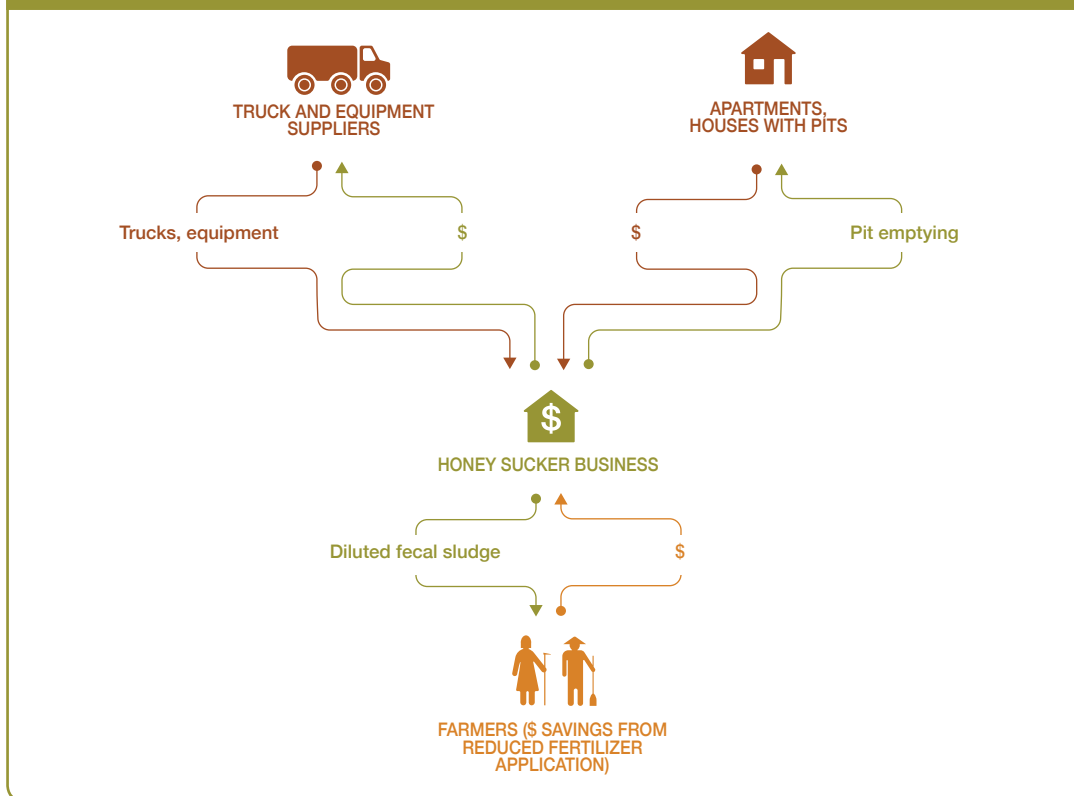 TRUCK AND EQUIPMENT
SUPPLIERS
APARTMENTS,
HOUSES WITH PITS
Trucks, equipment
$
$
Pit emptying
$
HONEY SUCKER BUSINESS
Diluted fecal sludge
$
FARMERS ($ SAVINGS FROM
REDUCED FERTILIZER
APPLICATION)